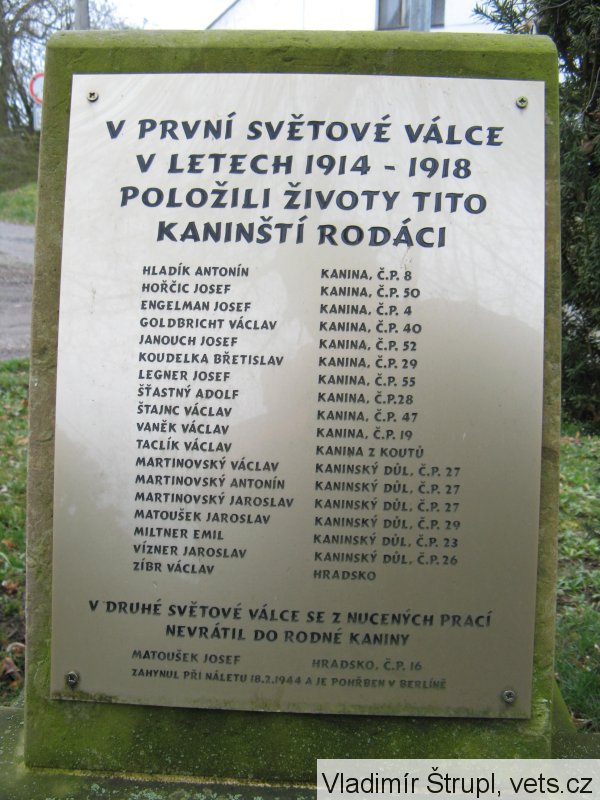 V PRVNÍ SVĚTOVÉ VÁLCE
V LETECH 1914 - 1918
POLOŽILI ŽIVOTY TITO
KANINŠTÍ RODÁCI
HLADÍK ANTONÍN KANINA, Č.P. 8
HOŘČIC JOSEF KANINA, Č.P. 50
ENGELMAN JOSEF KANINA, Č.P. 4
GOLDBRICHT VÁCLAV KANINA, Č.P. 40
JANOUCH JOSEF KANINA, Č.P. 52
KOUDELKA BŘETISLAV KANINA, Č.P. 29
LEGNER JOSEF KANINA, Č.P. 55
ŠŤASTNÝ ADOLF KANINA, Č.P.28
ŠTAJNC VÁCLAV KANINA, Č.P. 47
VANĚK VÁCLAV KANINA, Č.P. 19
TACLÍK VÁCLAV KANINA Z KOUTŮ
MARTINOVSKÝ VÁCLAV KANINSKÝ DŮL, Č.P. 27
MARTINOVSKÝ ANTONÍN KANINSKÝ DŮL, Č.P. 27
MARTINOVSKÝ JAROSLAV KANINSKÝ DŮL, Č.P. 27
MATOUŠEK JAROSLAV KANINSKÝ DŮL, Č.P. 29
MILTNER EMIL KANINSKÝ DŮL, Č.P. 23
VÍZNER JAROSLAV KANINSKÝ DŮL, Č.P. 26
ZÍBR VÁCLAV HRADSKO
V DRUHÉ SVĚTOVÉ VÁLCE SE Z NUCENÝCH PRACÍ
NEVRÁTIL DO RODNÉ KANINY
MATOUŠEK JOSEF HRADSKO, Č.P. 16
ZAHYNUL PŘI NÁLETU 18.2.1944 A JE POHŘBEN V BERLÍNĚ
Vladimír Štrupl, vets.cz